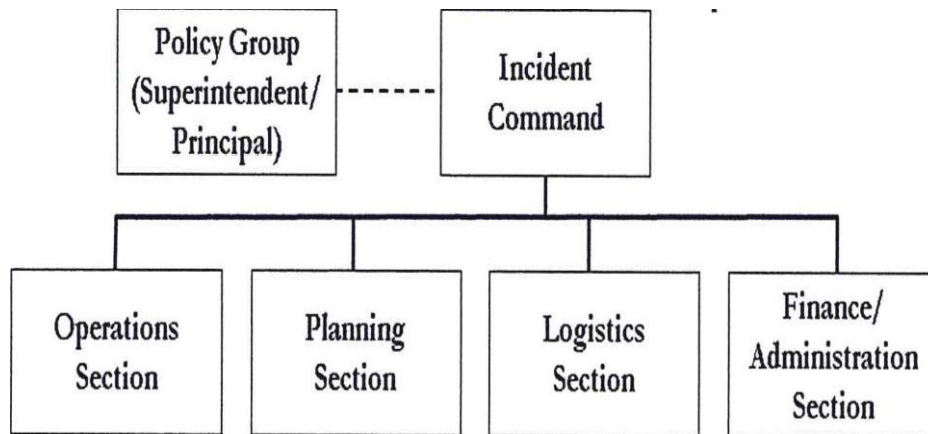 Policy Group
(Superintendent/
Principal)
Incident
Command
Operations
Section
Planning
Section
Logistics
Section
Finance/
Administration
Section